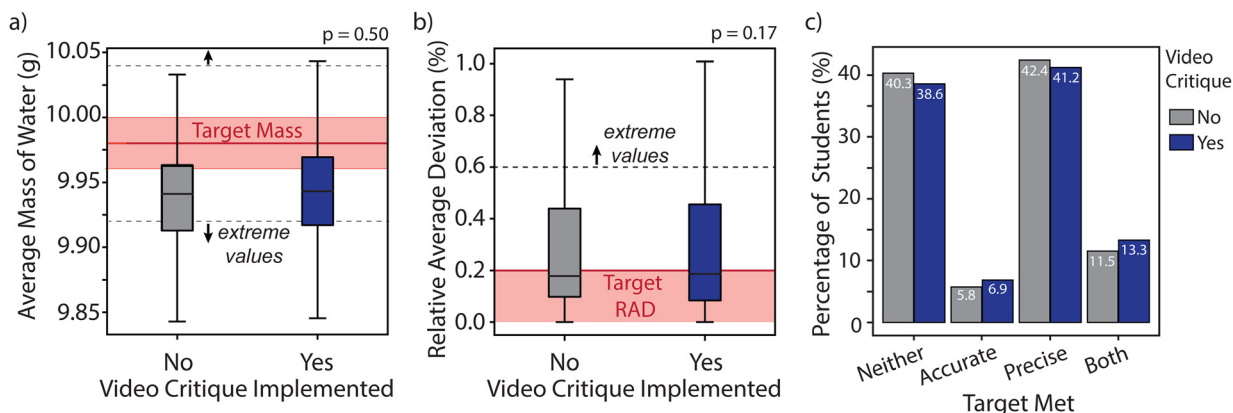 a)
p = 0.50
Average Mass of Water (g)
10.05
10.00
9.95
9.90
9.85
Target Mass
extreme
values
No
Yes
Video Critique Implemented
b)
p = 0.17
Relative Average Deviation (%)
1.0
0.8
0.6
0.4
0.2
0.0
extreme
values
Target
RAD
No
Yes
Video Critique Implemented
c)
Percentage of Students (%)
40
30
20
10
0
40.3
38.6
5.8
6.9
42.4
41.2
11.5
13.3
Neither
Accurate
Precise
Both
Target Met
Video
Critique
No
Yes